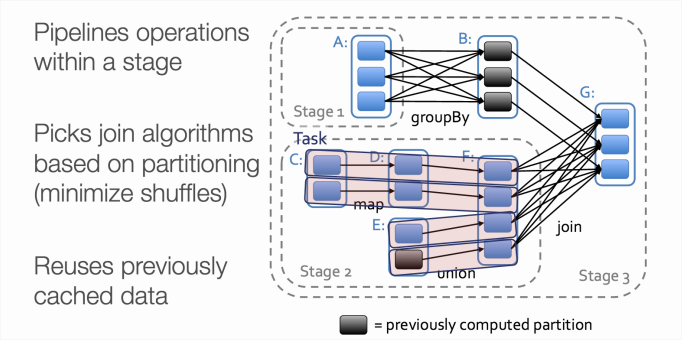 Pipelines operations
within a stage
Picks join algorithms
based on partitioning
(minimize shuffles)
Reuses previously
cached data
A:
B:
G:
Stage 1
groupBy
Task
C:
D:
F:
map
E:
join
Stage 2
union
Stage 3
= previously computed partition